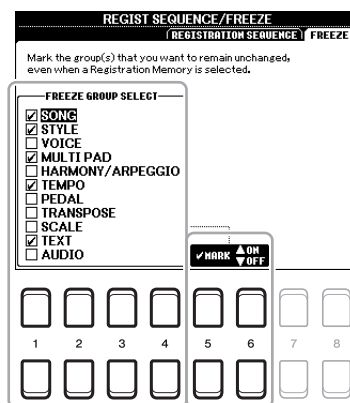 REGIST SEQUENCE/FREEZE
REGISTRATION SEQUENCE FREEZE
Mark the group(s) that you want to remain unchanged,
even when a Registration Memory is selected.
FREEZE GROUP SELECT
SONG
STYLE
VOICE
MULTI PAD
HARMONY/ARPEGGIO
TEMPO
PEDAL
TRANSPOSE
SCALE
TEXT
AUDIO
✓MARK ▲ON
▼OFF
1 2 3 4 5 6 7 8